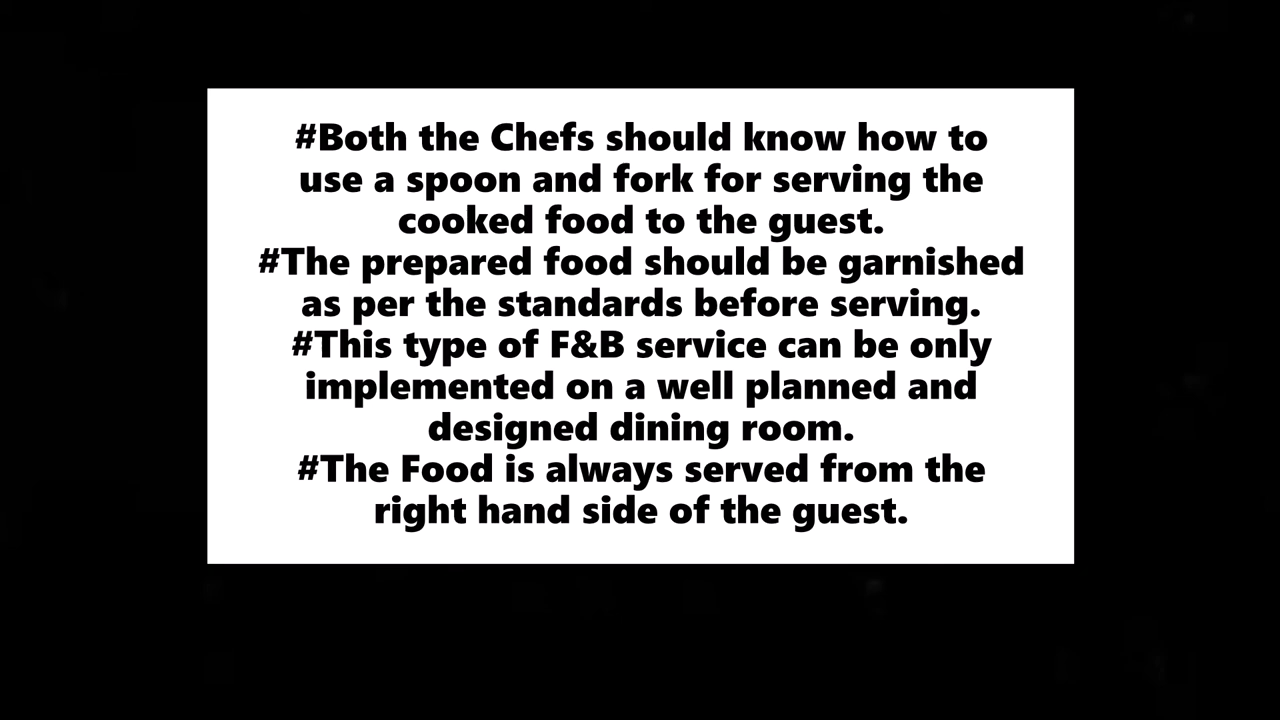 #Both the Chefs should know how to
use a spoon and fork for serving the
cooked food to the guest.
#The prepared food should be garnished
as per the standards before serving.
#This type of F&B service can be only
implemented on a well planned and
designed dining room.
#The Food is always served from the
right hand side of the guest.